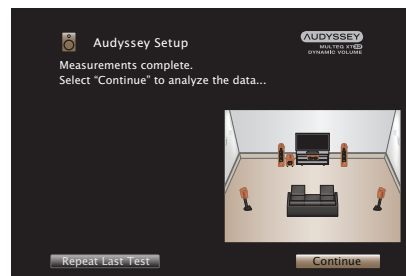 Audyssey Setup
AUDYSSEY
MULTEQ XT32
DYNAMIC VOLUME
Measurements complete.
Select “Continue” to analyze the data...
Repeat Last Test
Continue